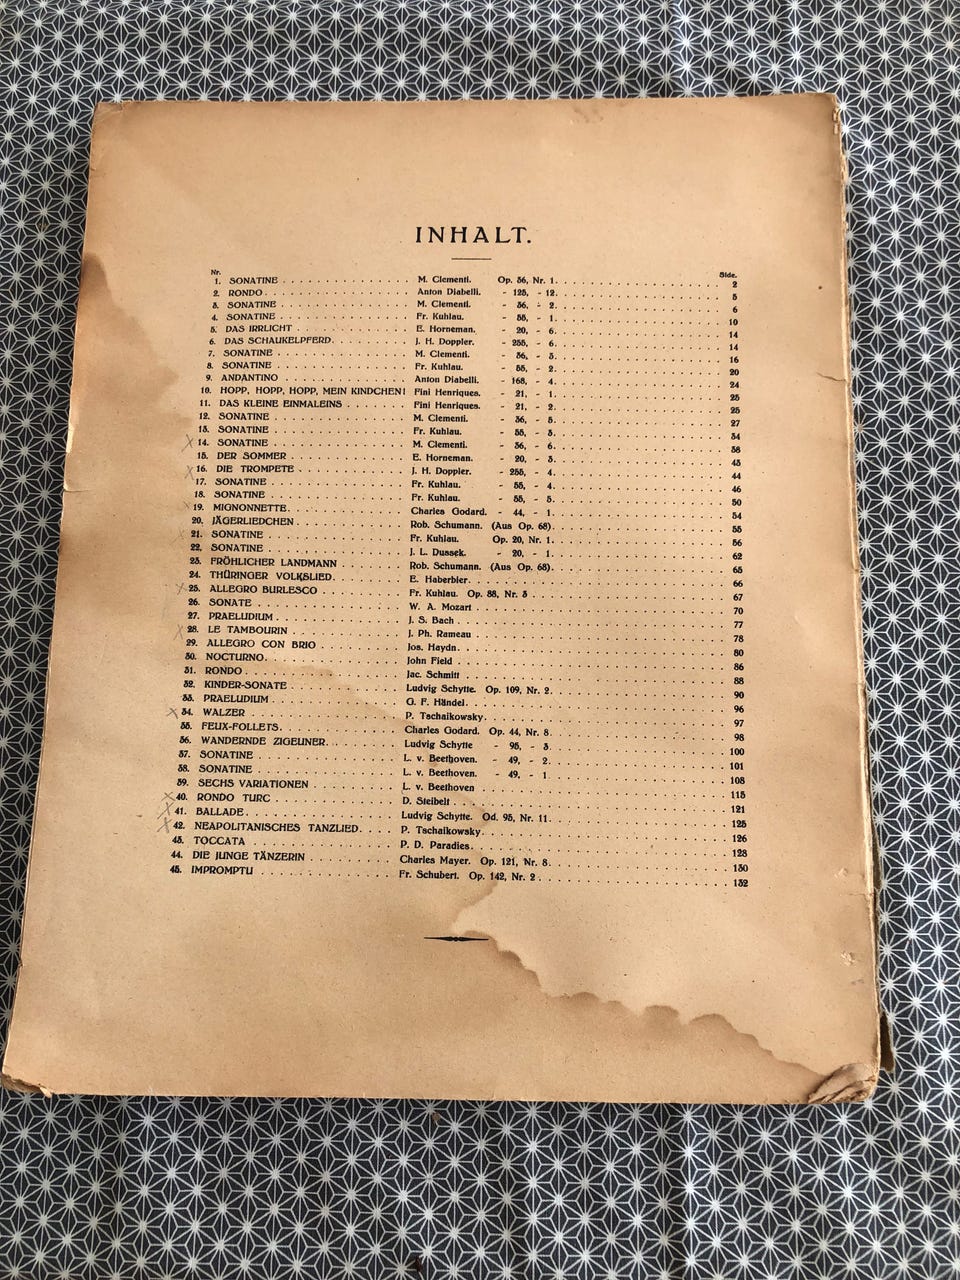 INHALT.
Nr. Side.
1. SONATINE . . . . . . . . . . . . M. Clementi. Op. 36, Nr. 1. . . . . . . . . . . . 2
2. RONDO . . . . . . . . . . . . Anton Diabelli. - 125, - 12. . . . . . . . . . . . 5
3. SONATINE . . . . . . . . . . . . M. Clementi. - 36, - 2. . . . . . . . . . . . 6
4. SONATINE . . . . . . . . . . . . Fr. Kuhlau. - 55, - 1. . . . . . . . . . . . 10
5. DAS IRRLICHT . . . . . . . . . . . . E. Horneman. - 20, - 6. . . . . . . . . . . . 14
6. DAS SCHAUKELPFERD. . . . . . . . . J. H. Doppler. - 255, - 6. . . . . . . . . . . . 14
7. SONATINE . . . . . . . . . . . . M. Clementi. - 36, - 3. . . . . . . . . . . . 16
8. SONATINE . . . . . . . . . . . . Fr. Kuhlau. - 55, - 2. . . . . . . . . . . . 20
9. ANDANTINO . . . . . . . . . . . . Anton Diabelli. - 168, - 4. . . . . . . . . . . . 24
10. HOPP, HOPP, HOPP, MEIN KINDCHEN! Fini Henriques. - 21, - 1. . . . . . . . . . . . 25
11. DAS KLEINE EINMALEINS . . . . . . . Fini Henriques. - 21, - 2. . . . . . . . . . . . 25
12. SONATINE . . . . . . . . . . . . M. Clementi. - 36, - 5. . . . . . . . . . . . 27
13. SONATINE . . . . . . . . . . . . Fr. Kuhlau. - 55, - 3. . . . . . . . . . . . 34
14. SONATINE . . . . . . . . . . . . M. Clementi. - 36, - 6. . . . . . . . . . . . 38
15. DER SOMMER . . . . . . . . . . . . E. Horneman. - 20, - 3. . . . . . . . . . . . 43
16. DIE TROMPETE . . . . . . . . . . . . J. H. Doppler. - 255, - 4. . . . . . . . . . . . 44
17. SONATINE . . . . . . . . . . . . Fr. Kuhlau. - 55, - 4. . . . . . . . . . . . 46
18. SONATINE . . . . . . . . . . . . Fr. Kuhlau. - 55, - 5. . . . . . . . . . . . 50
19. MIGNONNETTE. . . . . . . . . . . . Charles Godard. - 44, - 1. . . . . . . . . . . . 54
20. JÄGERLIEDCHEN . . . . . . . . . . . . Rob. Schumann. (Aus Op. 68). . . . . . . . . . . . 55
21. SONATINE . . . . . . . . . . . . Fr. Kuhlau. Op. 20, Nr. 1. . . . . . . . . . . . 56
22. SONATINE . . . . . . . . . . . . J. L. Dussek. - 20, - 1. . . . . . . . . . . . 62
23. FRÖHLICHER LANDMANN . . . . . . . . Rob. Schumann. (Aus Op. 68). . . . . . . . . . . . 65
24. THÜRINGER VOLKSLIED. . . . . . . . . E. Haberbier. . . . . . . . . . . . 66
25. ALLEGRO BURLESCO . . . . . . . . . . Fr. Kuhlau. Op. 88, Nr. 3 . . . . . . . . . . . . 67
26. SONATE . . . . . . . . . . . . W. A. Mozart . . . . . . . . . . . . 70
27. PRAELUDIUM. . . . . . . . . . . . J. S. Bach . . . . . . . . . . . . 77
28. LE TAMBOURIN . . . . . . . . . . . . J. Ph. Rameau . . . . . . . . . . . . 78
29. ALLEGRO CON BRIO . . . . . . . . . . Jos. Haydn. . . . . . . . . . . . 80
30. NOCTURNO. . . . . . . . . . . . John Field . . . . . . . . . . . . 86
31. RONDO . . . . . . . . . . . . Jac. Schmitt . . . . . . . . . . . . 88
32. KINDER-SONATE . . . . . . . . . . . . Ludvig Schytte. Op. 109, Nr. 2. . . . . . . . . . . . 90
33. PRAELUDIUM . . . . . . . . . . . . G. F. Händel. . . . . . . . . . . . 96
34. WALZER . . . . . . . . . . . . P. Tschaikowsky. . . . . . . . . . . . 97
35. FEUX-FOLLETS. . . . . . . . . . . . Charles Godard. Op. 44, Nr. 8 . . . . . . . . . . . . 98
36. WANDERNDE ZIGEUNER. . . . . . . . . Ludvig Schytte - 95, - 3. . . . . . . . . . . . 100
37. SONATINE . . . . . . . . . . . . L. v. Beethoven. - 49, - 2. . . . . . . . . . . . 101
38. SONATINE . . . . . . . . . . . . L. v. Beethoven. - 49, - 1 . . . . . . . . . . . . 108
39. SECHS VARIATIONEN . . . . . . . . . L. v. Beethoven . . . . . . . . . . . . 115
40. RONDO TURC . . . . . . . . . . . . D. Steibelt . . . . . . . . . . . . 121
41. BALLADE. . . . . . . . . . . . Ludvig Schytte. Od. 95, Nr. 11 . . . . . . . . . . . . 125
42. NEAPOLITANISCHES TANZLIED. . . . . P. Tschaikowsky. . . . . . . . . . . . 126
43. TOCCATA . . . . . . . . . . . . P. D. Paradies. . . . . . . . . . . . 128
44. DIE JUNGE TÄNZERIN . . . . . . . . . Charles Mayer. Op. 121, Nr. 8. . . . . . . . . . . . 130
45. IMPROMPTU . . . . . . . . . . . . Fr. Schubert. Op. 142, Nr. 2 . . . . . . . . . . . . 132